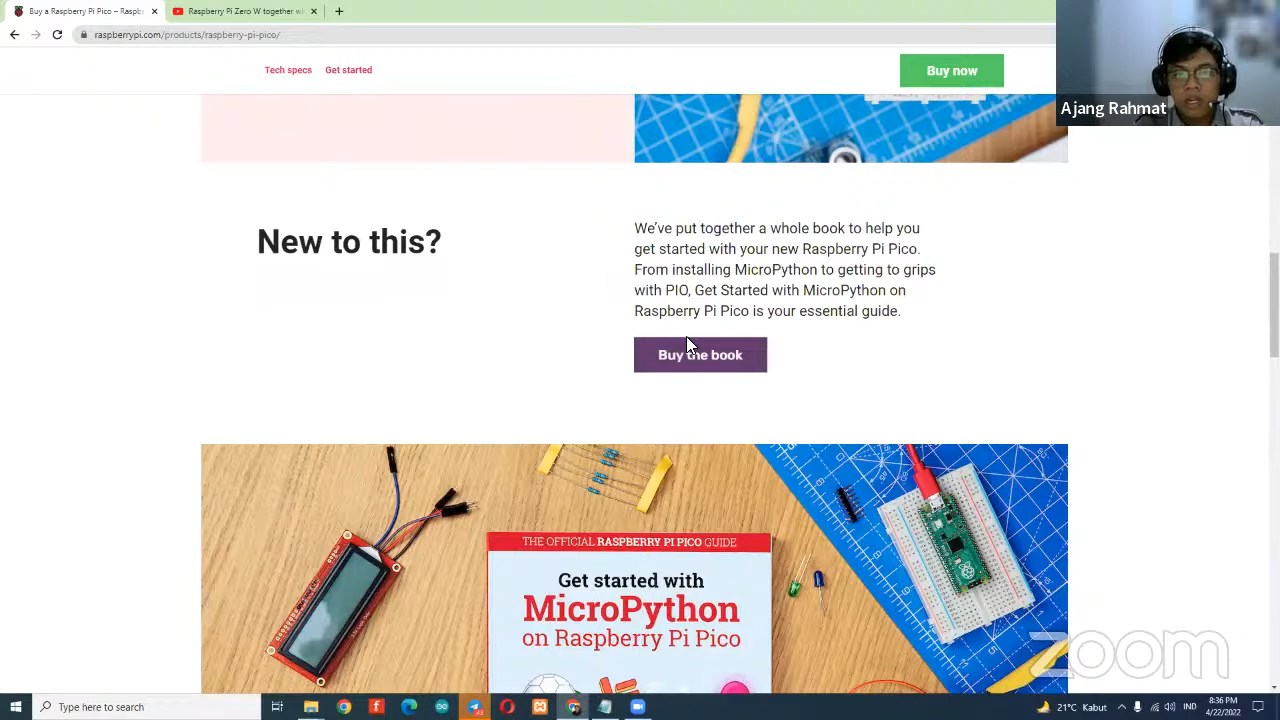 Buy a Raspberry Pi Pico – Raspb
Raspberry Pi Zero W together wi
raspberrypi.com/products/raspberry-pi-pico/
Tech specs
Get started
Buy now
Ajang Rahmat
New to this?
We've put together a whole book to help you
get started with your new Raspberry Pi Pico.
From installing MicroPython to getting to grips
with PIO, Get Started with MicroPython on
Raspberry Pi Pico is your essential guide.
Buy the book
THE OFFICIAL RASPBERRY PI PICO GUIDE
Get started with
MicroPython
on Raspberry Pi Pico
zoom
Type here to search
21°C Kabut
IND
8:36 PM
4/22/2022